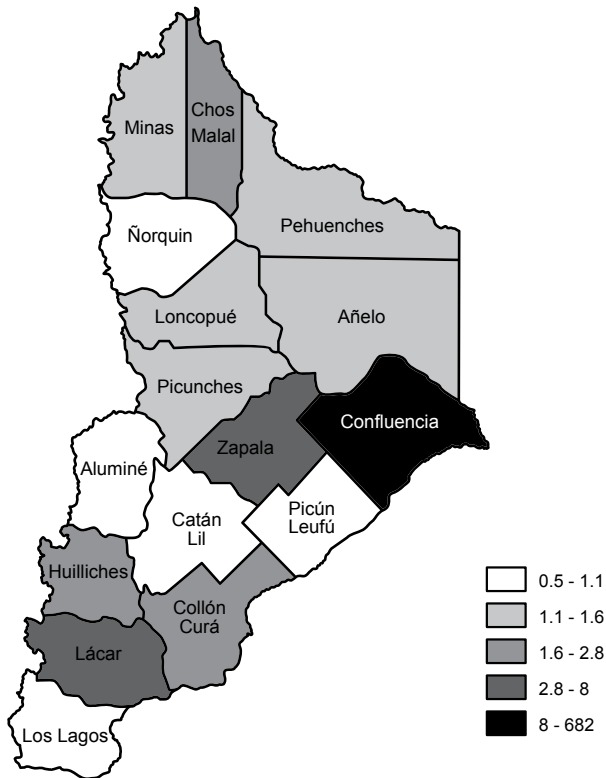 Minas
Chos
Malal
Ñorquin
Pehuenches
Loncopué
Añelo
Picunches
Confluencia
Zapala
Aluminé
Catán
Lil
Picún
Leufú
Huilliches
Collón
Curá
Lácar
Los Lagos
0.5 - 1.1
1.1 - 1.6
1.6 - 2.8
2.8 - 8
8 - 682